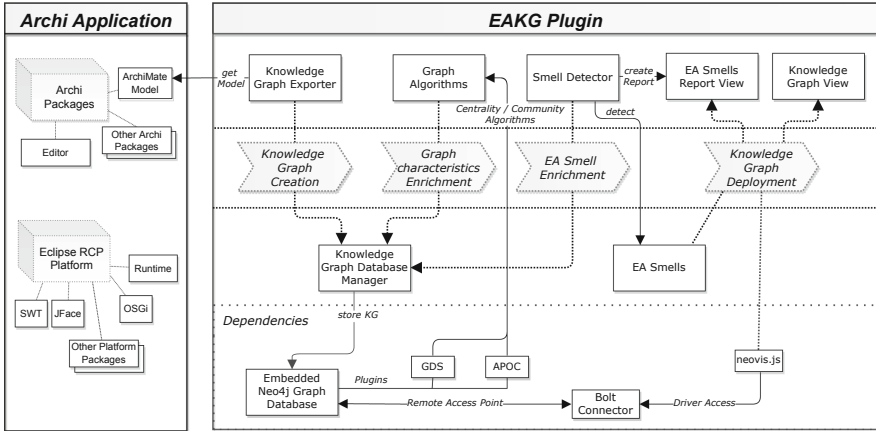 Archi Application
EAKG Plugin
Archi
Packages
ArchiMate
Model
Other Archi
Packages
Editor
Eclipse RCP
Platform
Runtime
SWT
JFace
OSGi
Other Platform
Packages
get
Model
Knowledge
Graph Exporter
Graph
Algorithms
Smell Detector
create
Report
EA Smells
Report View
Knowledge
Graph View
Centrality / Community
Algorithms
detect
Knowledge
Graph
Creation
Graph
characteristics
Enrichment
EA Smell
Enrichment
Knowledge
Graph
Deployment
Knowledge
Graph Database
Manager
EA Smells
Dependencies
store KG
GDS
APOC
neovis.js
Embedded
Neo4j Graph
Database
Plugins
Remote Access Point
Bolt
Connector
Driver Access